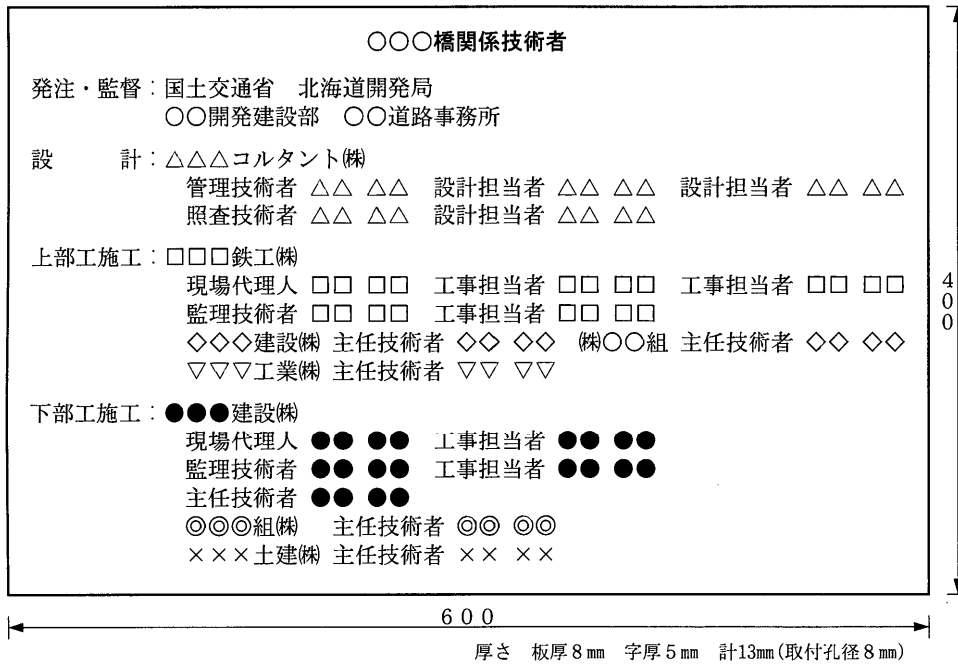 ○○○橋関係技術者
発注・監督：国土交通省　北海道開発局
○○開発建設部　○○道路事務所
設　　　計：△△△コルタント㈱
管理技術者 △△ △△　設計担当者 △△ △△　設計担当者 △△ △△
照査技術者 △△ △△　設計担当者 △△ △△
上部工施工：□□□鉄工㈱
現場代理人 □□ □□　工事担当者 □□ □□　工事担当者 □□ □□
監理技術者 □□ □□　工事担当者 □□ □□
◇◇◇建設㈱ 主任技術者 ◇◇ ◇◇　㈱○○組 主任技術者 ◇◇ ◇◇
▽▽▽工業㈱ 主任技術者 ▽▽ ▽▽
下部工施工：●●●建設㈱
現場代理人 ●● ●●　工事担当者 ●● ●●
監理技術者 ●● ●●　工事担当者 ●● ●●
主任技術者 ●● ●●
◎◎◎組㈱　主任技術者 ◎◎ ◎◎
×××土建㈱ 主任技術者 ×× ××
400
600
厚さ　板厚8㎜　字厚5㎜　計13㎜(取付孔径8㎜)